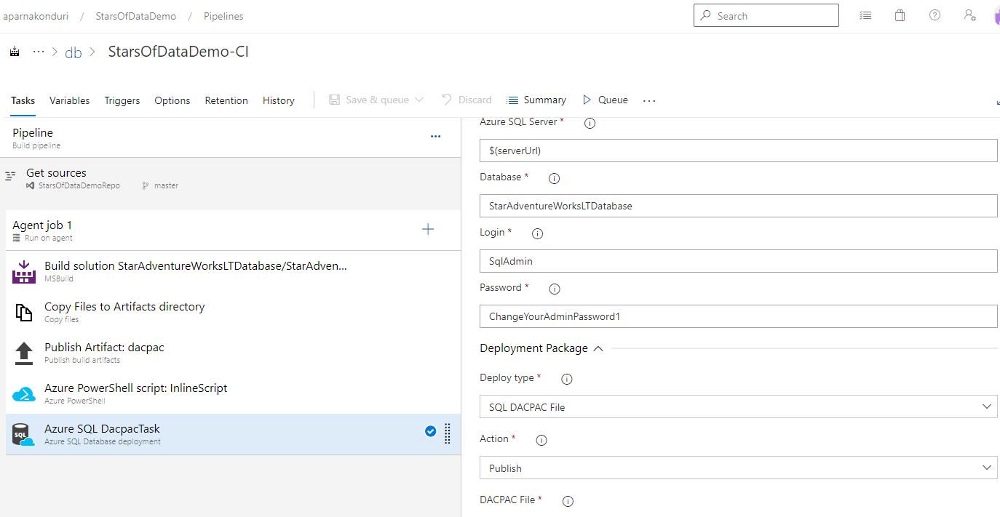 aparnakonduri / StarsOfDataDemo / Pipelines
Search
··· > db > StarsOfDataDemo-CI
Tasks Variables Triggers Options Retention History Save & queue Discard Summary Queue ···
Pipeline
Build pipeline
Get sources
StarsOfDataDemoRepo master
Agent job 1
Run on agent
Build solution StarAdventureWorksLTDatabase/StarAdven...
MSBuild
Copy Files to Artifacts directory
Copy files
Publish Artifact: dacpac
Publish build artifacts
Azure PowerShell script: InlineScript
Azure PowerShell
SQL
Azure SQL DacpacTask
Azure SQL Database deployment
Azure SQL Server *
$(serverUrl)
Database *
StarAdventureWorksLTDatabase
Login *
SqlAdmin
Password *
ChangeYourAdminPassword1
Deployment Package
Deploy type *
SQL DACPAC File
Action *
Publish
DACPAC File *